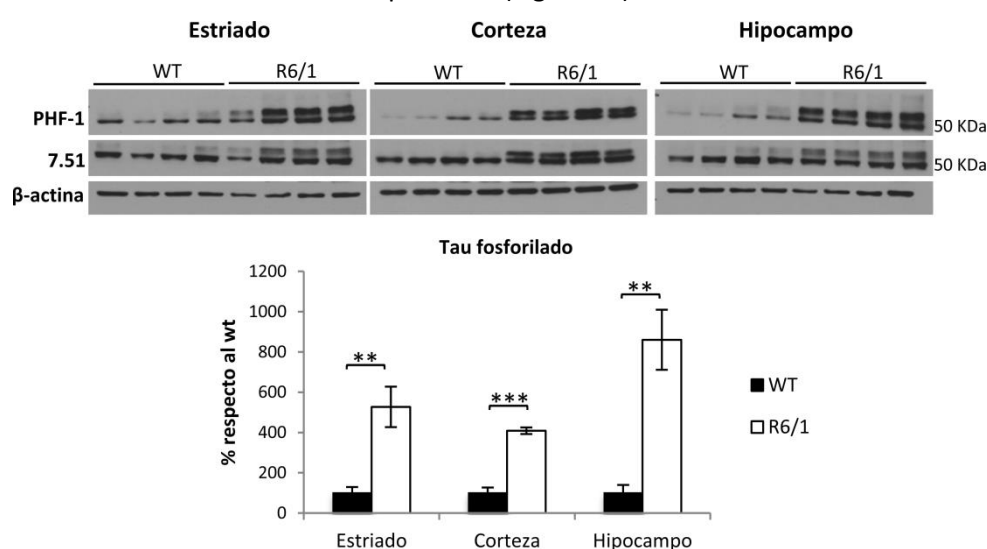 Estriado Corteza Hipocampo
WT R6/1 WT R6/1 WT R6/1
PHF-1 50 KDa
7.51 50 KDa
β-actina
Tau fosforilado
% respecto al wt
1200
1000
800
600
400
200
0
** *** **
Estriado Corteza Hipocampo
WT
R6/1